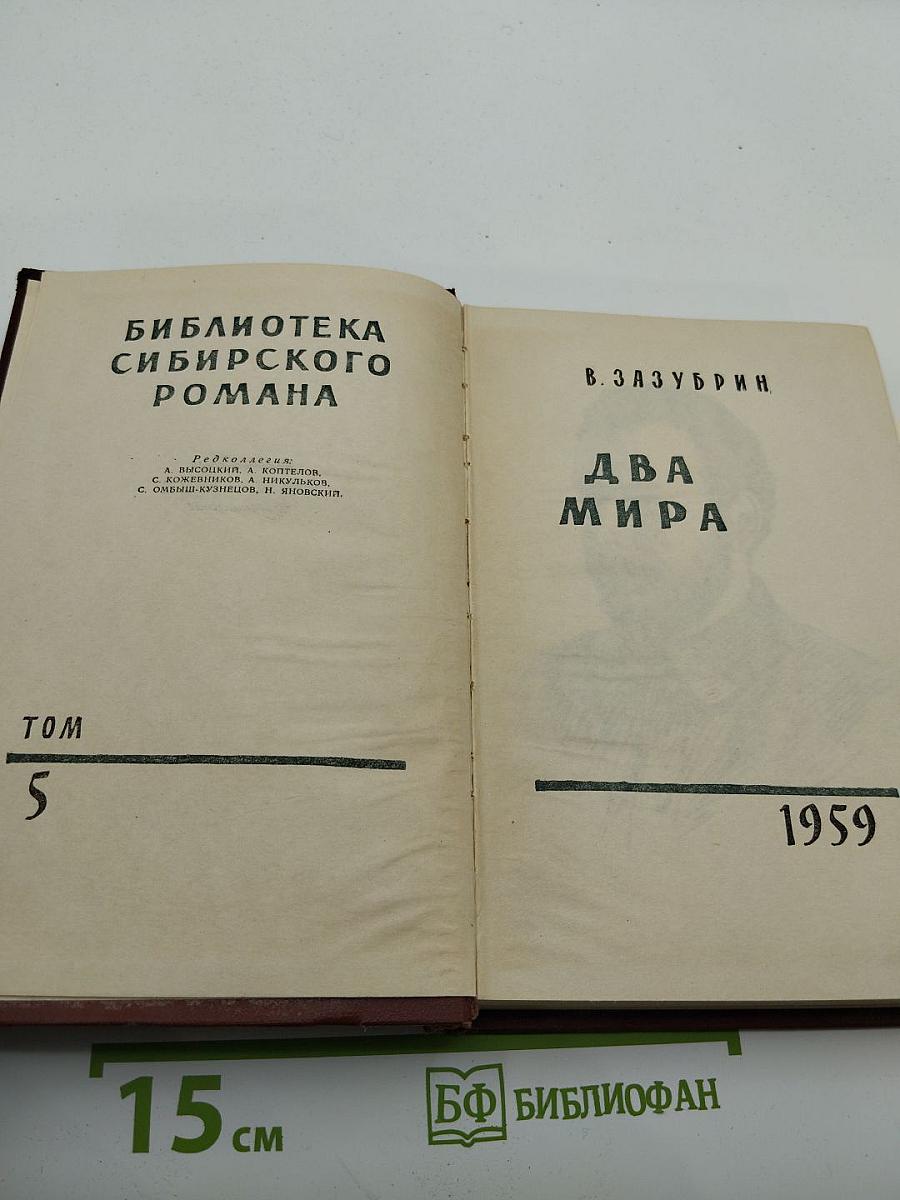 БИБЛИОТЕКА
СИБИРСКОГО
РОМАНА
Редколлегия:
А. ВЫСОЦКИЙ, А. КОПТЕЛОВ,
С. КОЖЕВНИКОВ, А. НИКУЛЬКОВ,
С. ОМБЫШ-КУЗНЕЦОВ, Н. ЯНОВСКИЙ.
ТОМ
5
В. ЗАЗУБРИН
ДВА
МИРА
1959
15 см
БФ БИБЛИОФАН